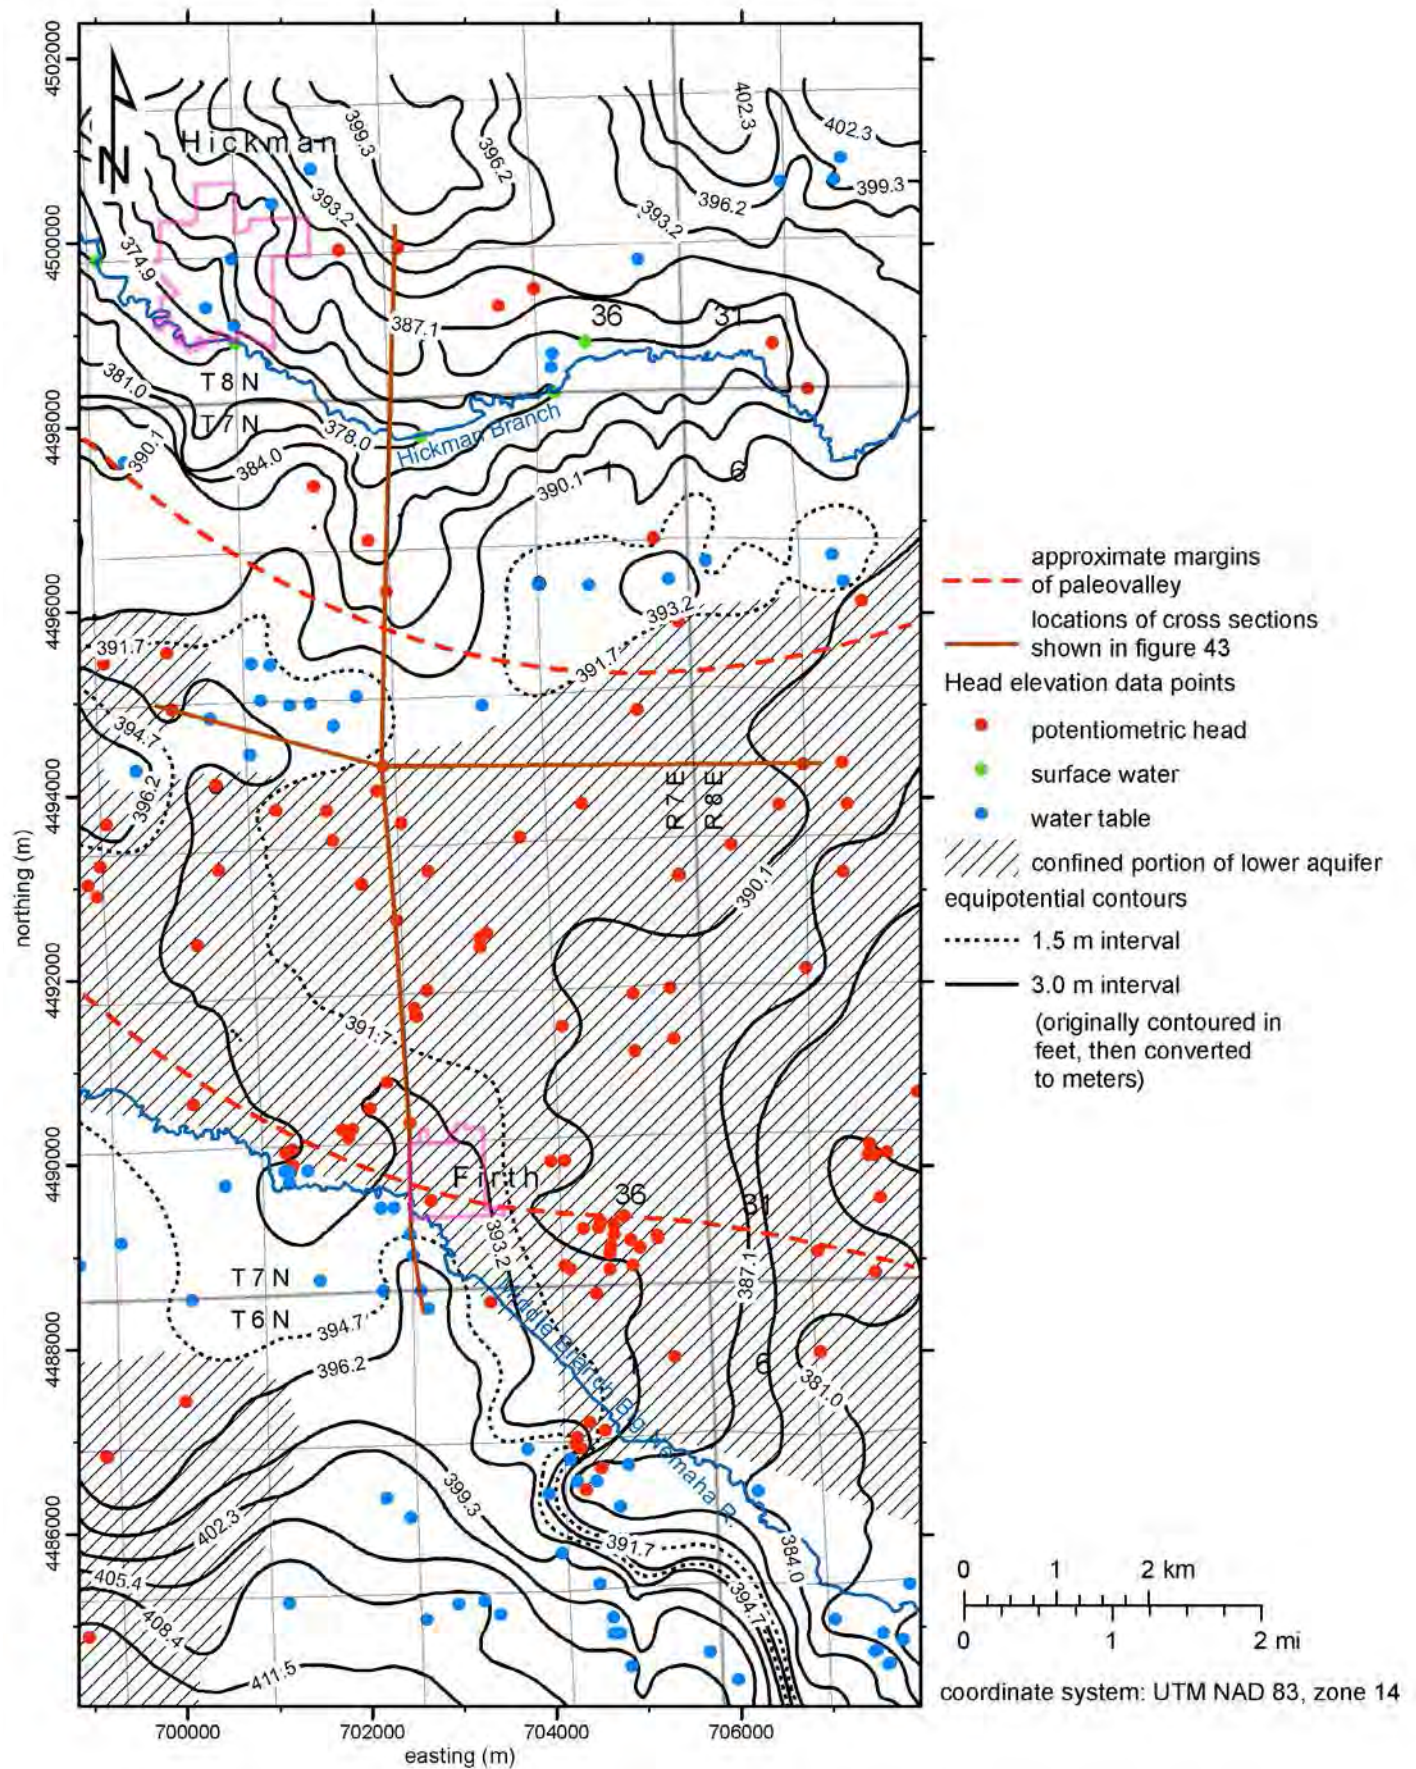 4502000
402.3
402.3
399.3
Hickman
N
396.2
399.3
396.2
393.2
393.2
4500000
374.9
387.1
36
31
381.0
T 8 N
T 7 N
4498000
390.1
378.0
Hickman Branch
384.0
390.1
1
6
approximate margins
of paleovalley
4496000
393.2
locations of cross sections
shown in figure 43
391.7
391.7
Head elevation data points
394.7
potentiometric head
396.2
surface water
4494000
R 7 E
R 8 E
water table
northing (m)
confined portion of lower aquifer
390.1
equipotential contours
1.5 m interval
4492000
3.0 m interval
391.7
(originally contoured in
feet, then converted
to meters)
4490000
Firth
36
31
393.2
387.1
T 7 N
T 6 N
394.7
396.2
4488000
Middle Branch Big Nemaha R.
1
6
381.0
399.3
402.3
4486000
391.7
384.0
405.4
394.7
408.4
411.5
0 1 2 km
0 1 2 mi
coordinate system: UTM NAD 83, zone 14
700000 702000 704000 706000
easting (m)